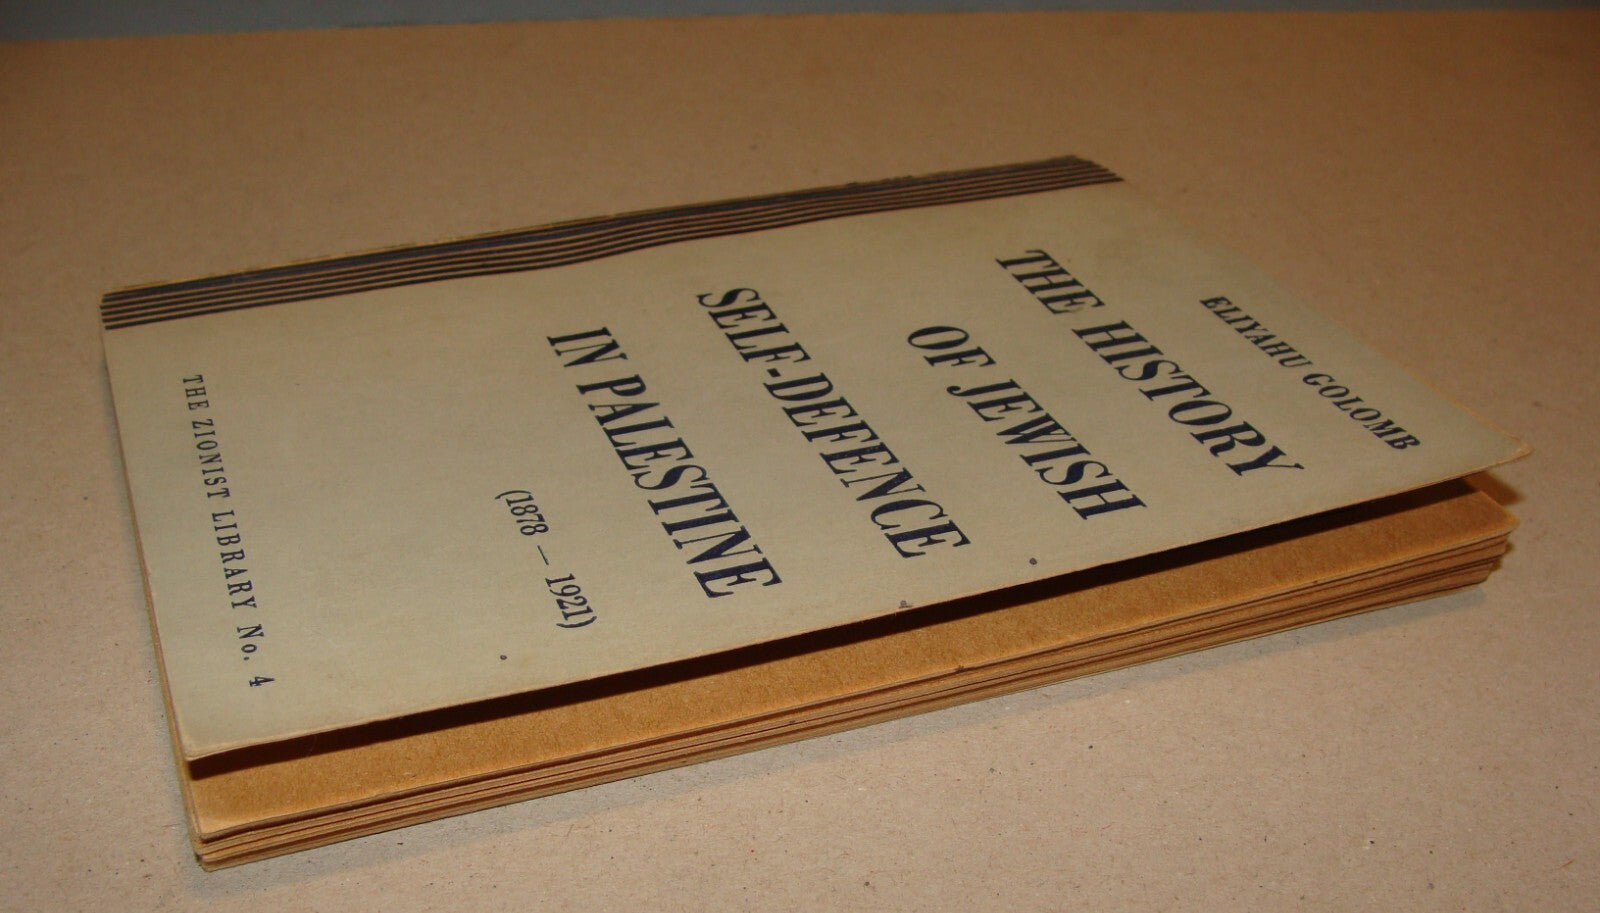 ELIYAHU GOLOMB
THE HISTORY
OF JEWISH
SELF-DEFENCE
IN PALESTINE
(1878 — 1921)
THE ZIONIST LIBRARY No. 4